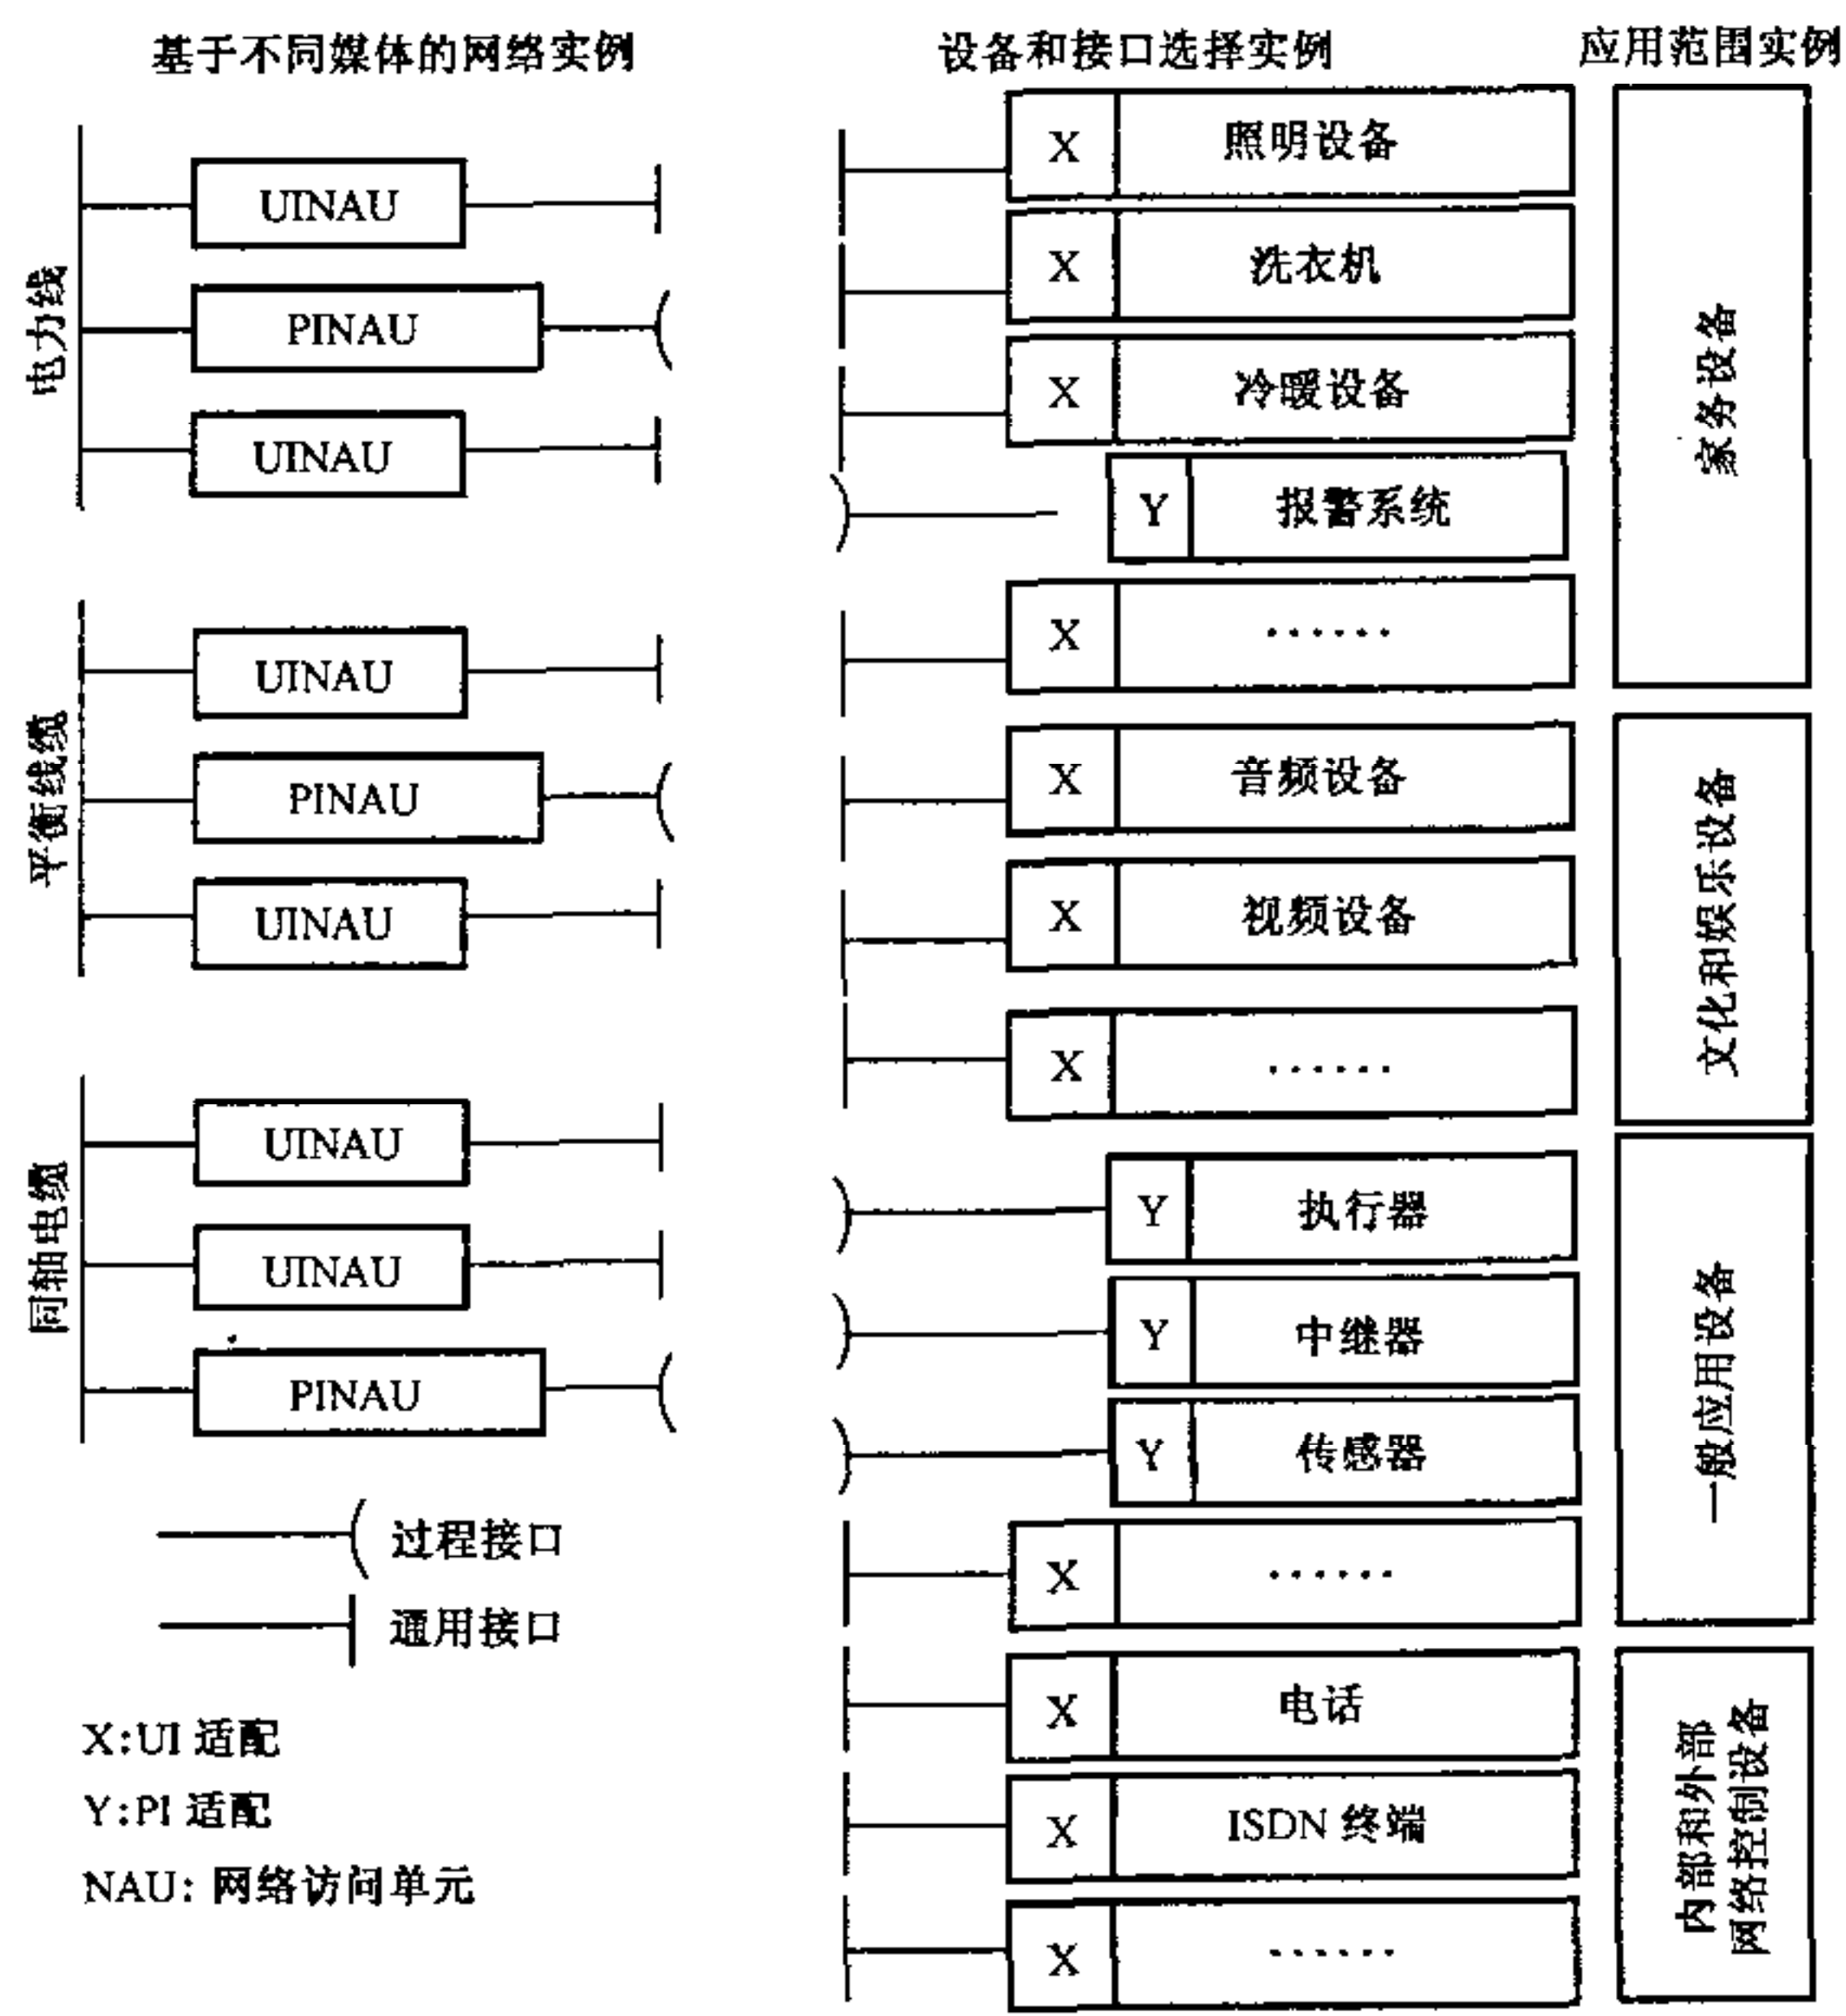 基于不同媒体的网络实例
设备和接口选择实例
应用范围实例
电力线
UINAU
PINAU
UINAU
平衡线缆
UINAU
PINAU
UINAU
同轴电缆
UINAU
UINAU
PINAU
过程接口
通用接口
X:UI 适配
Y:PI 适配
NAU: 网络访问单元
X 照明设备
X 洗衣机
X 冷暖设备
Y 报警系统
X ……
X 音频设备
X 视频设备
X ……
Y 执行器
Y 中继器
Y 传感器
X ……
X 电话
X ISDN 终端
X ……
家务设备
文化和娱乐设备
一般应用设备
内部和外部
网络控制设备